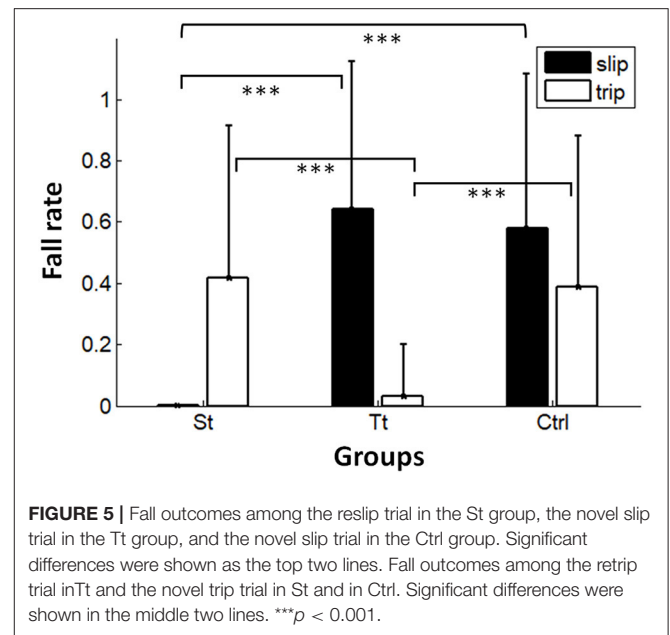 ***
slip
trip
***
***
***
1
0.8
0.6
0.4
0.2
0
Fall rate
St Tt Ctrl
Groups
FIGURE 5 | Fall outcomes among the reslip trial in the St group, the novel slip
trial in the Tt group, and the novel slip trial in the Ctrl group. Significant
differences were shown as the top two lines. Fall outcomes among the retrip
trial inTt and the novel trip trial in St and in Ctrl. Significant differences were
shown in the middle two lines. ***p < 0.001.